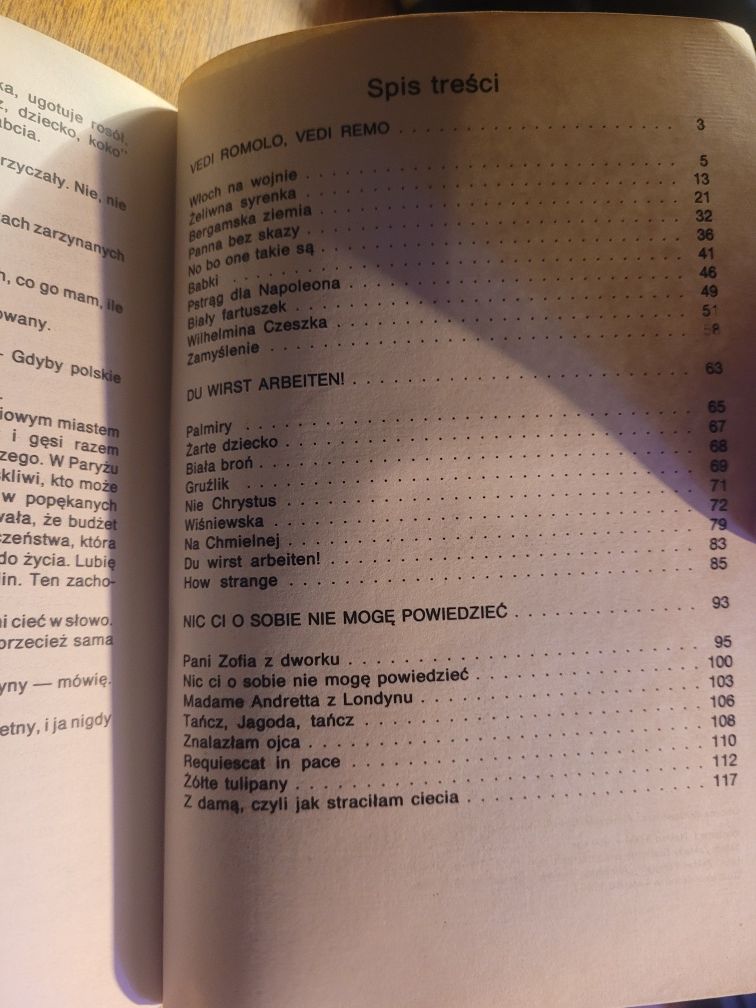 ka, ugotuje rosół.
z, dziecko, koko"
abcia.
rzyczały. Nie, nie
ach zarzynanych
n, co go mam, ile
owany.
- Gdyby polskie
iowym miastem
i gęsi razem
zego. W Paryżu
kliwi, kto może
w popękanych
wała, że budżet
czeństwa, która
do życia. Lubię
lin. Ten zacho-
ni cieć w słowo.
przecież sama
yny — mówię.
etny, i ja nigdy
Spis treści
VEDI ROMOLO, VEDI REMO 3
Włoch na wojnie 5
Żeliwna syrenka 13
Bergamska ziemia 21
Panna bez skazy 32
No bo one takie są 36
Babki 41
Pstrąg dla Napoleona 46
Biały fartuszek 49
Wilhelmina Czeszka 51
Zamyślenie 58
DU WIRST ARBEITEN! 63
Palmiry 65
Żarte dziecko 67
Biała broń 68
Gruźlik 69
Nie Chrystus 71
Wiśniewska 72
Na Chmielnej 79
Du wirst arbeiten! 83
How strange 85
NIC CI O SOBIE NIE MOGĘ POWIEDZIEĆ 93
Pani Zofia z dworku 95
Nic ci o sobie nie mogę powiedzieć 100
Madame Andretta z Londynu 103
Tańcz, Jagoda, tańcz 106
Znalazłam ojca 108
Requiescat in pace 110
Żółte tulipany 112
Z damą, czyli jak straciłam ciecia 117